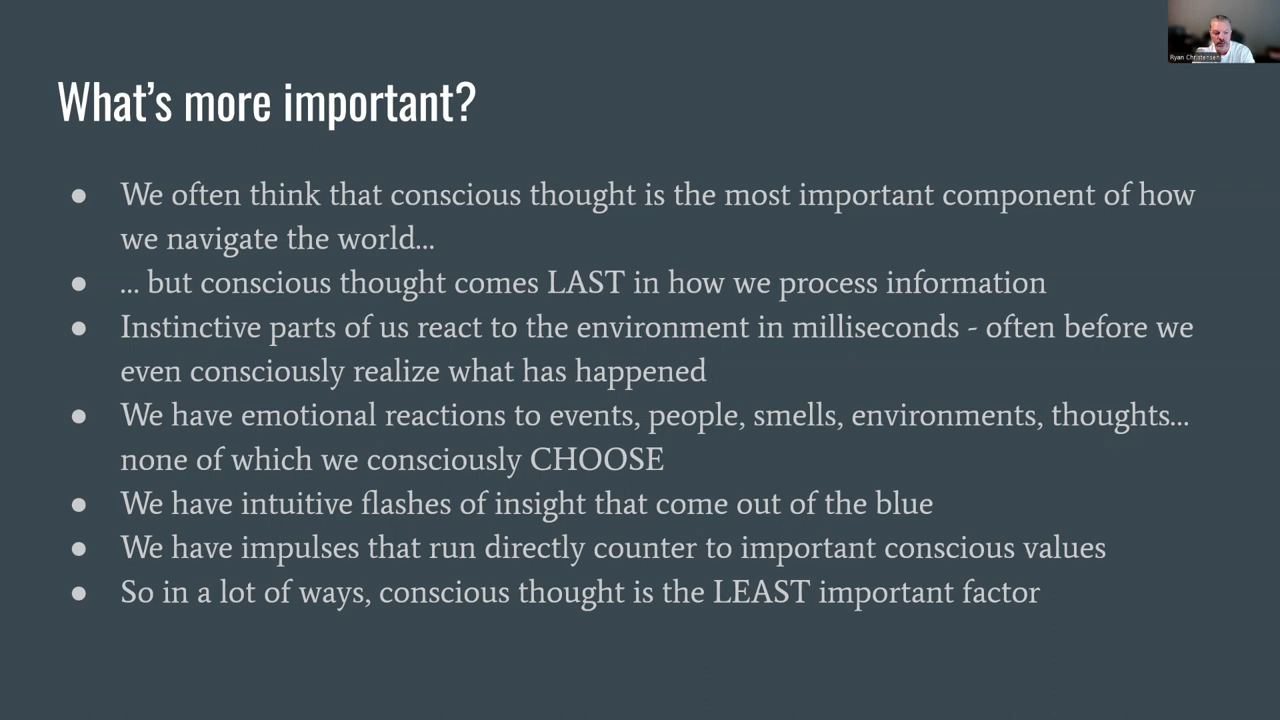 Ryan Christensen
What's more important?
● We often think that conscious thought is the most important component of how
we navigate the world...
● ... but conscious thought comes LAST in how we process information
● Instinctive parts of us react to the environment in milliseconds - often before we
even consciously realize what has happened
● We have emotional reactions to events, people, smells, environments, thoughts...
none of which we consciously CHOOSE
● We have intuitive flashes of insight that come out of the blue
● We have impulses that run directly counter to important conscious values
● So in a lot of ways, conscious thought is the LEAST important factor